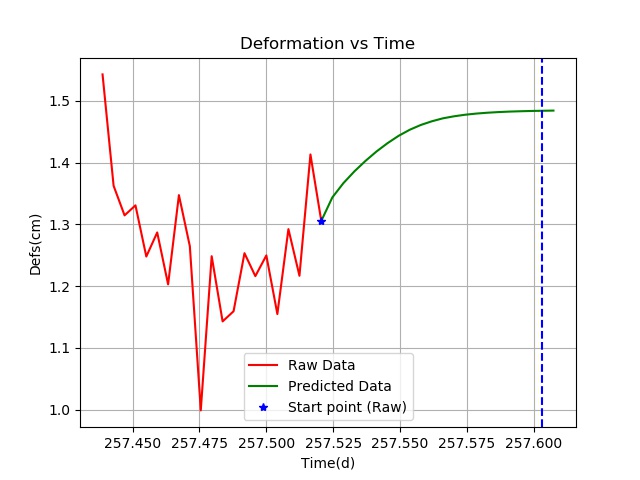 Deformation vs Time
1.5
1.4
1.3
1.2
1.1
1.0
Defs(cm)
Raw Data
Predicted Data
Start point (Raw)
257.450 257.475 257.500 257.525 257.550 257.575 257.600
Time(d)